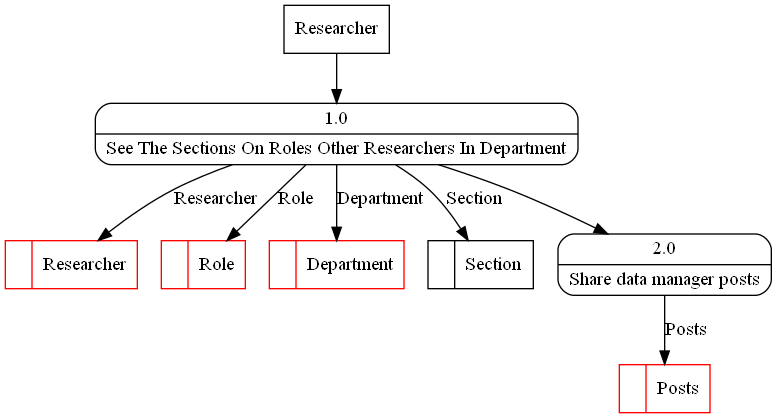 Researcher
1.0
See The Sections On Roles Other Researchers In Department
Researcher
Role
Department
Section
Researcher
Role
Department
Section
2.0
Share data manager posts
Posts
Posts